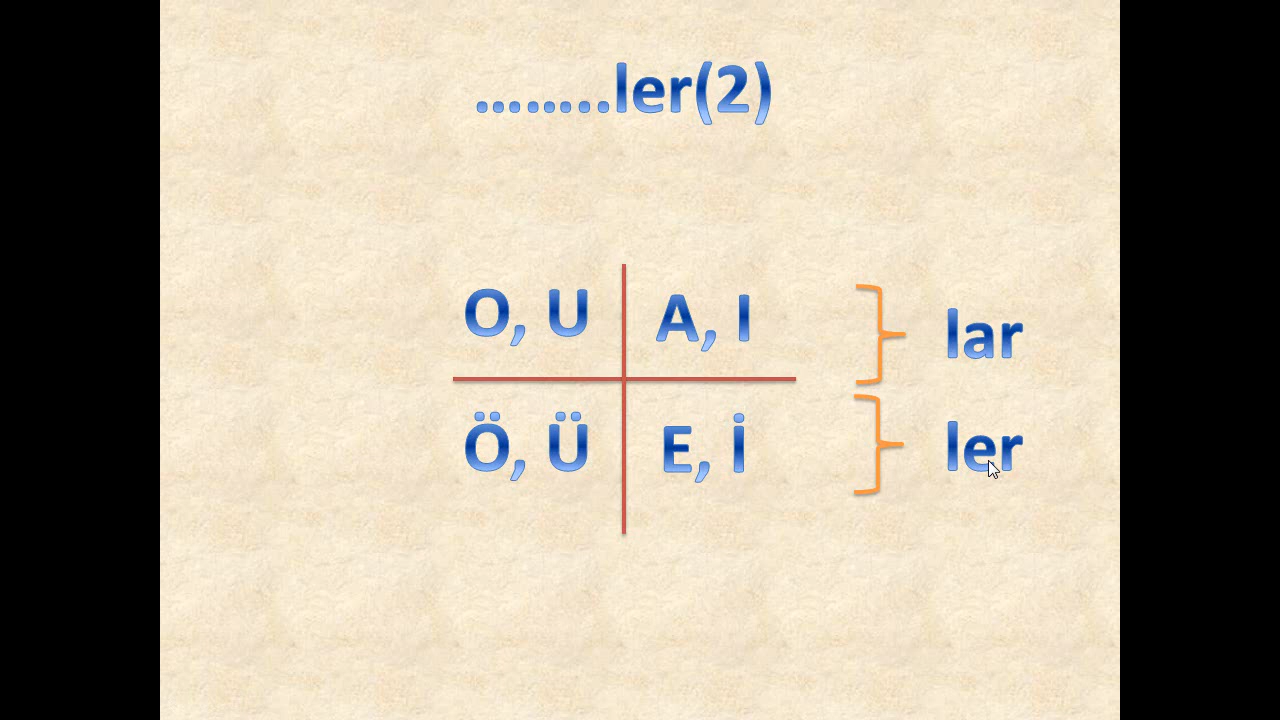 ........ler(2)
O, U A, I lar
Ö, Ü E, İ ler